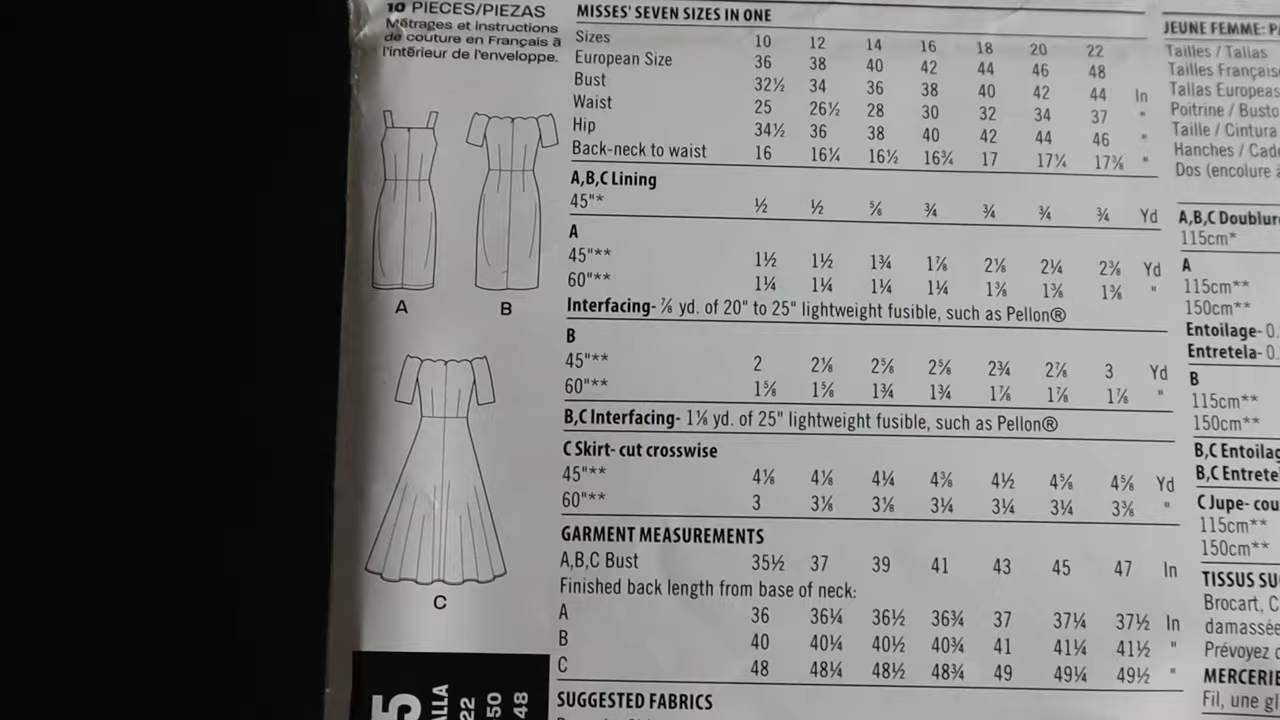 10 PIECES/PIEZAS
Métrages et instructions
de couture en Français à
l'intérieur de l'enveloppe.
A
B
C
MISSES' SEVEN SIZES IN ONE
Sizes 10 12 14 16 18 20 22
European Size 36 38 40 42 44 46 48
Bust 32½ 34 36 38 40 42 44 In
Waist 25 26½ 28 30 32 34 37 "
Hip 34½ 36 38 40 42 44 46 "
Back-neck to waist 16 16¼ 16½ 16¾ 17 17¼ 17⅜ "
A,B,C Lining
45"* ½ ½ ⅝ ¾ ¾ ¾ ¾ Yd
A
45"** 1½ 1½ 1¾ 1⅞ 2⅛ 2¼ 2⅜ Yd
60"** 1¼ 1¼ 1¼ 1¼ 1⅜ 1⅜ 1⅜ "
Interfacing- ⅞ yd. of 20" to 25" lightweight fusible, such as Pellon®
B
45"** 2 2⅛ 2⅝ 2⅝ 2¾ 2⅞ 3 Yd
60"** 1⅝ 1⅝ 1¾ 1¾ 1⅞ 1⅞ 1⅞ "
B,C Interfacing- 1⅛ yd. of 25" lightweight fusible, such as Pellon®
C Skirt- cut crosswise
45"** 4⅛ 4⅛ 4¼ 4⅜ 4½ 4⅝ 4⅝ Yd
60"** 3 3⅛ 3⅛ 3¼ 3¼ 3¼ 3⅜ "
GARMENT MEASUREMENTS
A,B,C Bust 35½ 37 39 41 43 45 47 In
Finished back length from base of neck:
A 36 36¼ 36½ 36¾ 37 37¼ 37½ In
B 40 40¼ 40½ 40¾ 41 41¼ 41½ "
C 48 48¼ 48½ 48¾ 49 49¼ 49½ "
SUGGESTED FABRICS
JEUNE FEMME:
Tailles / Tallas
Tailles Français
Tallas Europeas
Poitrine / Busto
Taille / Cintura
Hanches / Cad
Dos (encolure
A,B,C Doublur
115cm*
A
115cm**
150cm**
Entoilage- 0.
Entretela- 0.
B
115cm**
150cm**
B,C Entoilag
B,C Entrete
C Jupe- cou
115cm**
150cm**
TISSUS SU
Brocart, C
damassée
Prévoyez
MERCERIE
Fil, une gl
5
ALLA
22
50
48